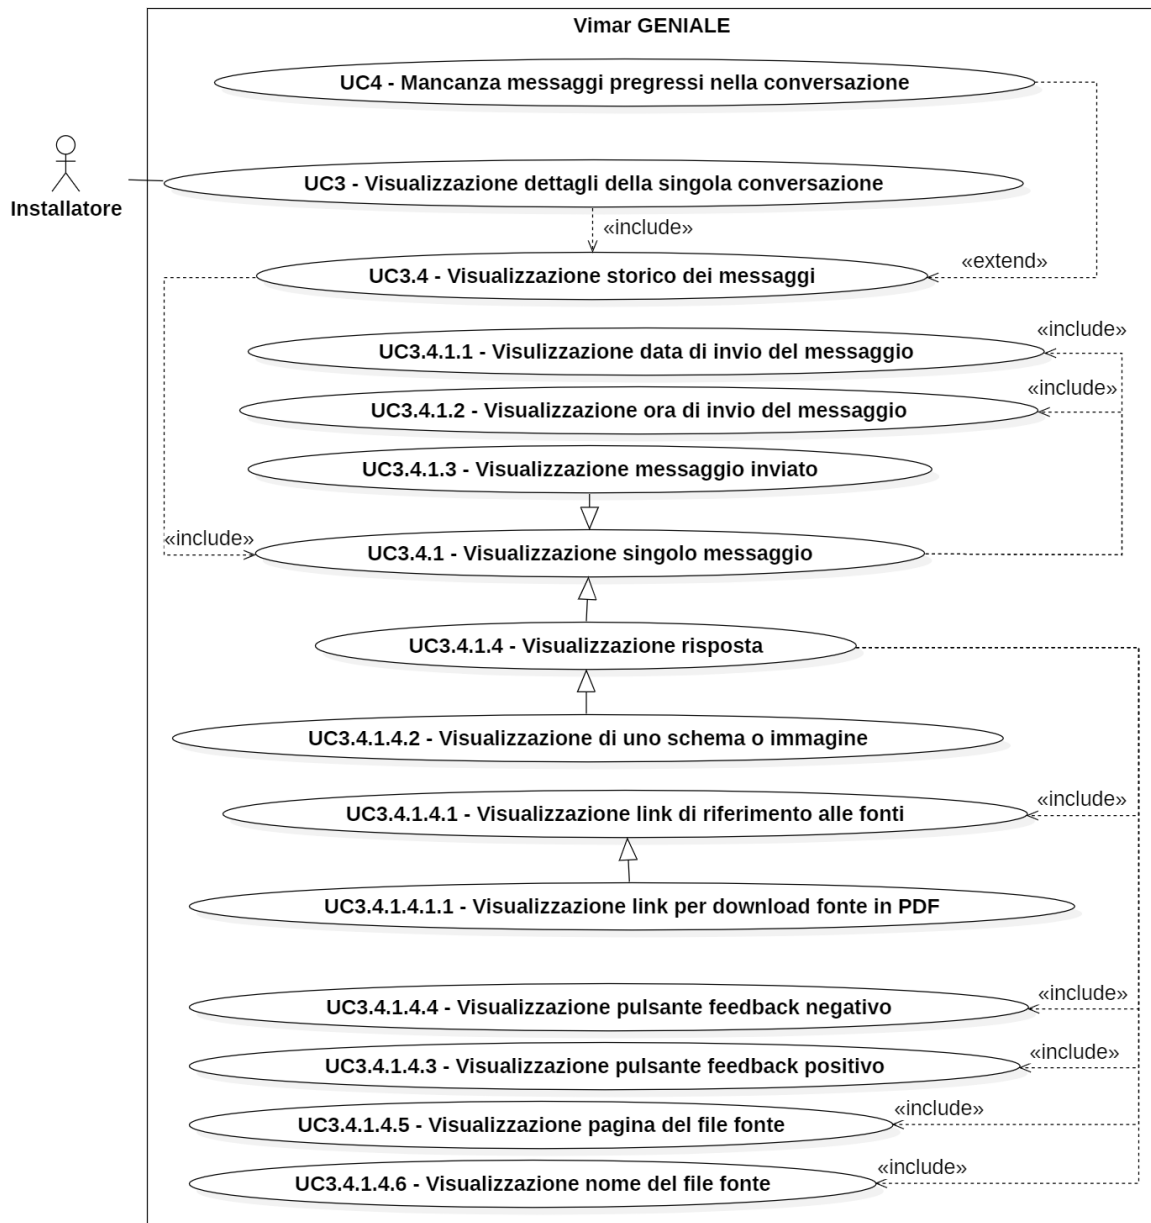 Vimar GENIALE
UC4 - Mancanza messaggi pregressi nella conversazione
Installatore
UC3 - Visualizzazione dettagli della singola conversazione
«include»
UC3.4 - Visualizzazione storico dei messaggi
«extend»
UC3.4.1.1 - Visulizzazione data di invio del messaggio
«include»
UC3.4.1.2 - Visualizzazione ora di invio del messaggio
«include»
UC3.4.1.3 - Visualizzazione messaggio inviato
«include»
UC3.4.1 - Visualizzazione singolo messaggio
UC3.4.1.4 - Visualizzazione risposta
UC3.4.1.4.2 - Visualizzazione di uno schema o immagine
UC3.4.1.4.1 - Visualizzazione link di riferimento alle fonti
«include»
UC3.4.1.4.1.1 - Visualizzazione link per download fonte in PDF
UC3.4.1.4.4 - Visualizzazione pulsante feedback negativo
«include»
UC3.4.1.4.3 - Visualizzazione pulsante feedback positivo
«include»
UC3.4.1.4.5 - Visualizzazione pagina del file fonte
«include»
UC3.4.1.4.6 - Visualizzazione nome del file fonte
«include»